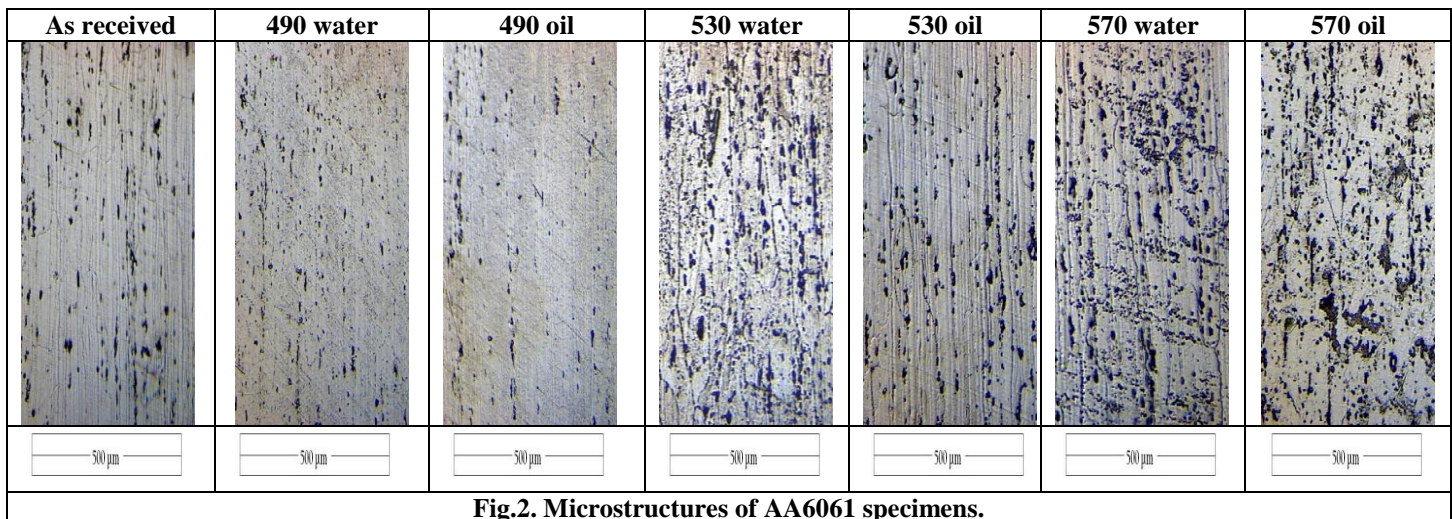 As received 490 water 490 oil 530 water 530 oil 570 water 570 oil
500 µm 500 µm 500 µm 500 µm 500 µm 500 µm 500 µm
Fig.2. Microstructures of AA6061 specimens.